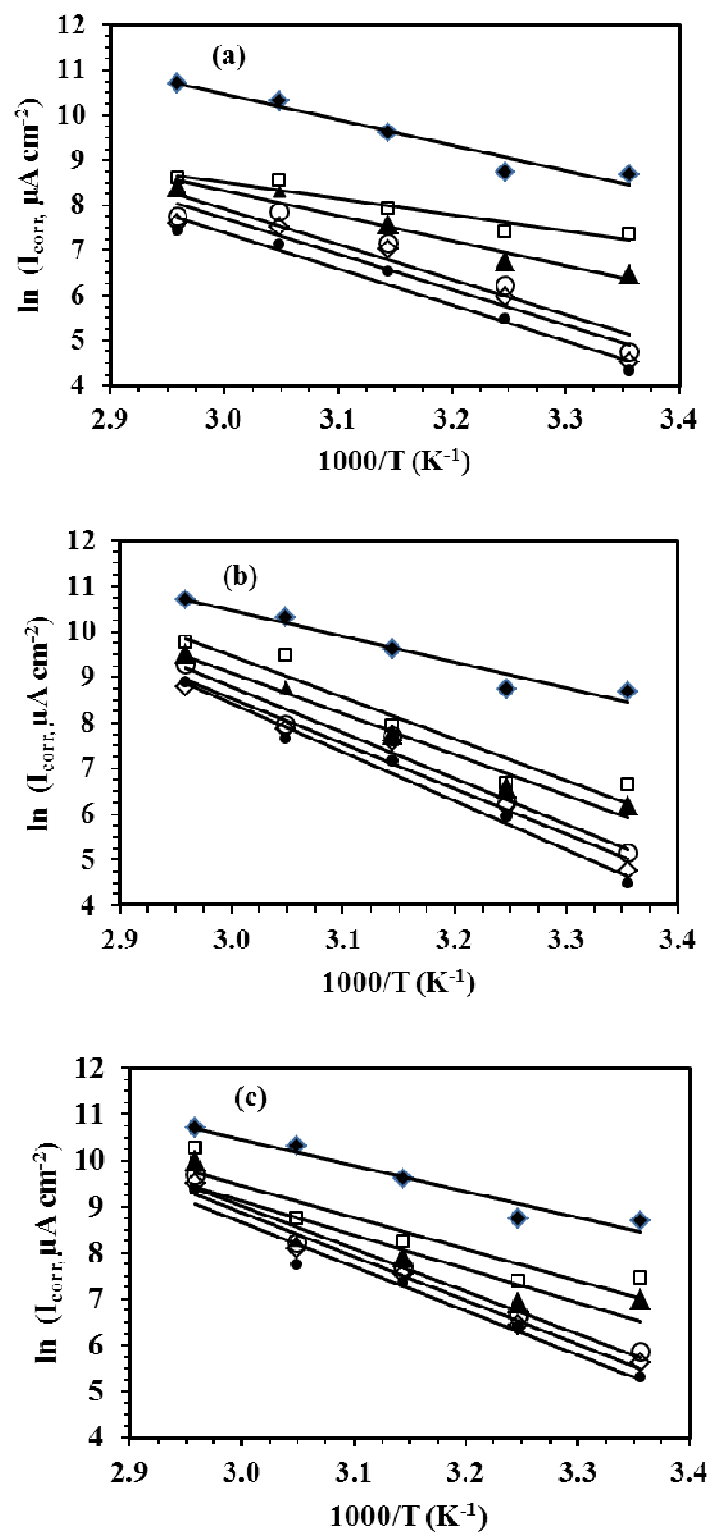 (a)
12
11
10
9
8
7
6
5
4
ln (Icorr, µA cm-2)
2.9 3.0 3.1 3.2 3.3 3.4
1000/T (K-1)
(b)
12
11
10
9
8
7
6
5
4
ln (Icorr, µA cm-2)
2.9 3.0 3.1 3.2 3.3 3.4
1000/T (K-1)
(c)
12
11
10
9
8
7
6
5
4
ln (Icorr, µA cm-2)
2.9 3.0 3.1 3.2 3.3 3.4
1000/T (K-1)